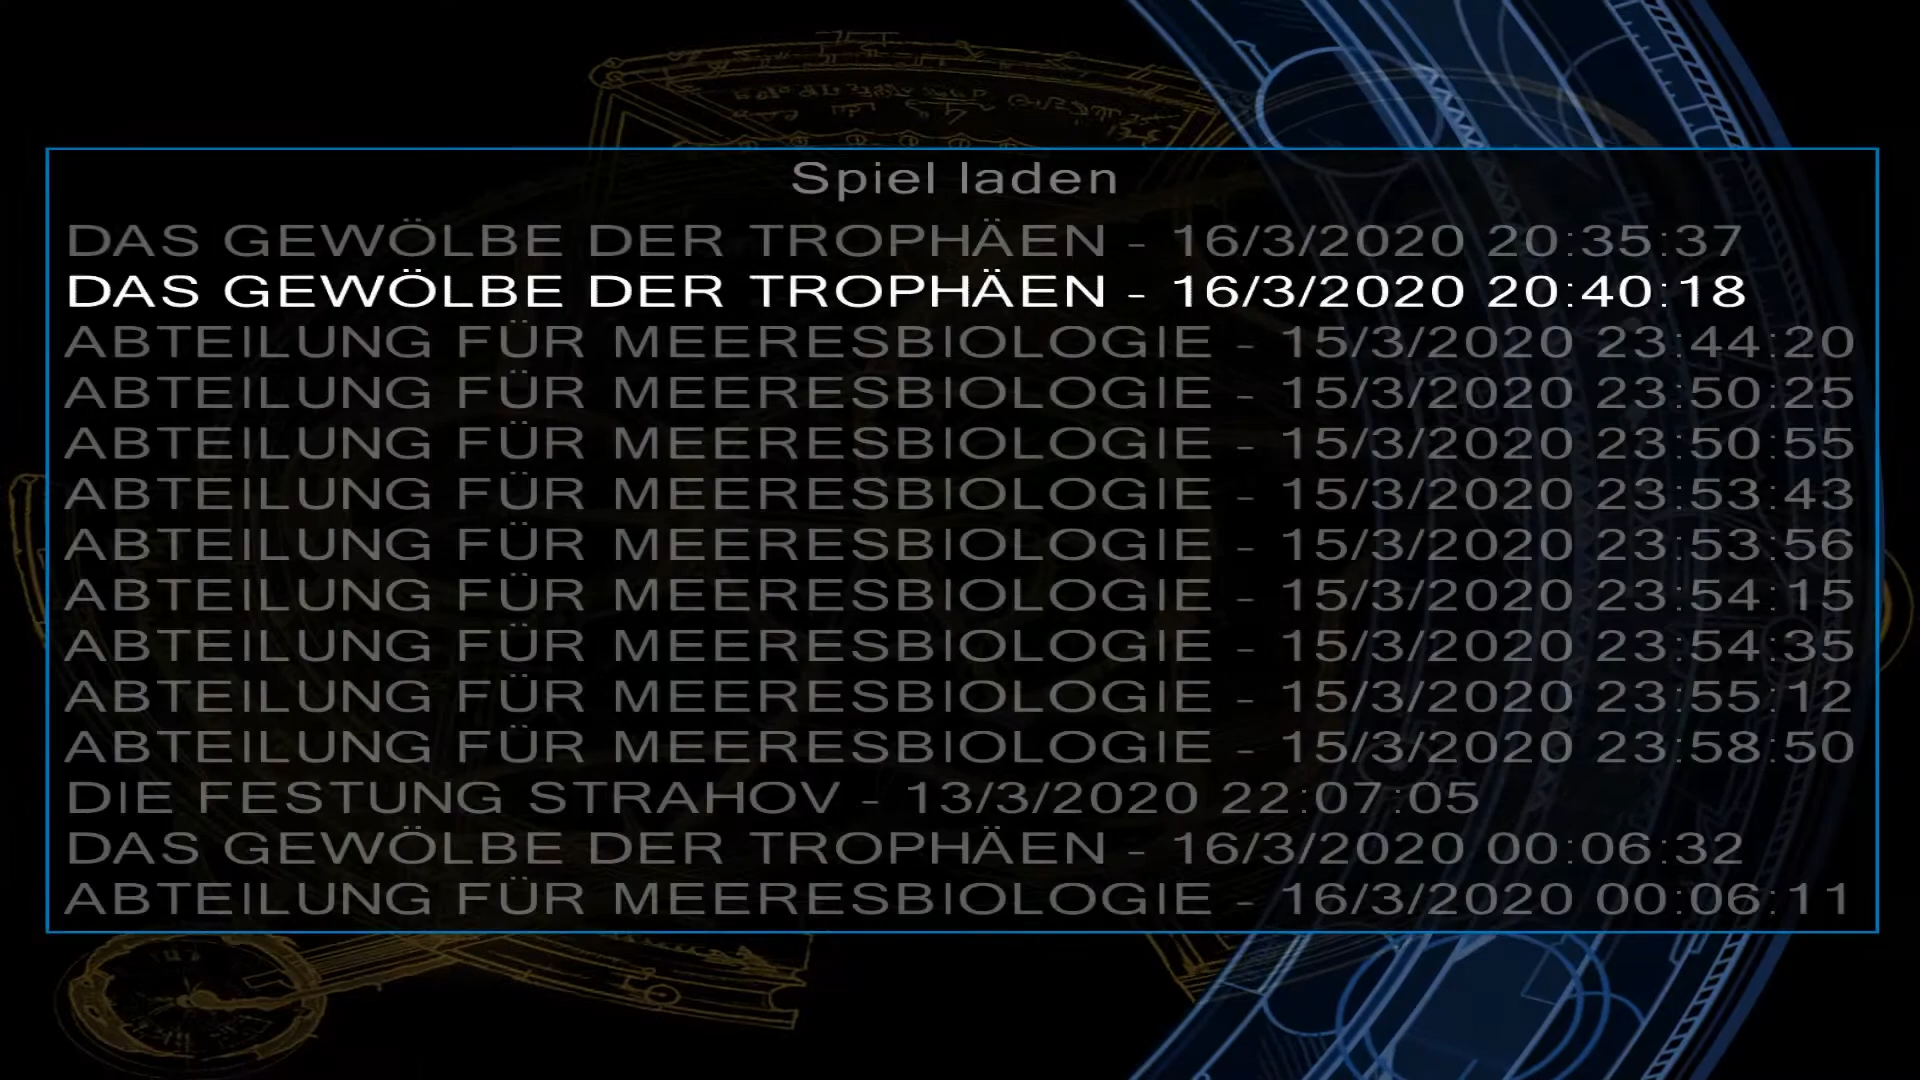 Spiel laden
DAS GEWÖLBE DER TROPHÄEN - 16/3/2020 20:35:37
DAS GEWÖLBE DER TROPHÄEN - 16/3/2020 20:40:18
ABTEILUNG FÜR MEERESBIOLOGIE - 15/3/2020 23:44:20
ABTEILUNG FÜR MEERESBIOLOGIE - 15/3/2020 23:50:25
ABTEILUNG FÜR MEERESBIOLOGIE - 15/3/2020 23:50:55
ABTEILUNG FÜR MEERESBIOLOGIE - 15/3/2020 23:53:43
ABTEILUNG FÜR MEERESBIOLOGIE - 15/3/2020 23:53:56
ABTEILUNG FÜR MEERESBIOLOGIE - 15/3/2020 23:54:15
ABTEILUNG FÜR MEERESBIOLOGIE - 15/3/2020 23:54:35
ABTEILUNG FÜR MEERESBIOLOGIE - 15/3/2020 23:55:12
ABTEILUNG FÜR MEERESBIOLOGIE - 15/3/2020 23:58:50
DIE FESTUNG STRAHOV - 13/3/2020 22:07:05
DAS GEWÖLBE DER TROPHÄEN - 16/3/2020 00:06:32
ABTEILUNG FÜR MEERESBIOLOGIE - 16/3/2020 00:06:11